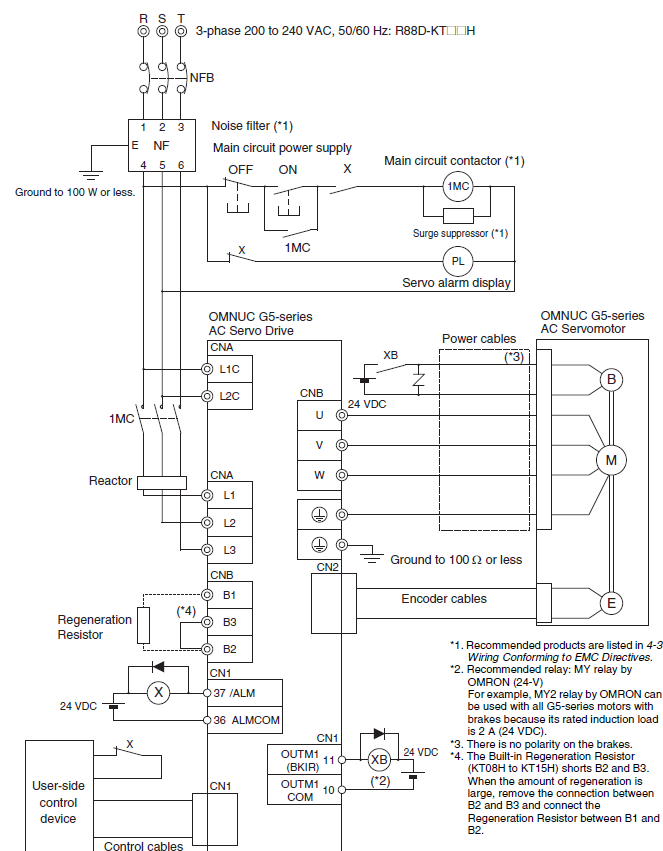 R S T
3-phase 200 to 240 VAC, 50/60 Hz: R88D-KT□□H
NFB
1 2 3
Noise filter (*1)
E NF
4 5 6
Main circuit power supply
OFF ON X
Main circuit contactor (*1)
Ground to 100 W or less.
1MC
Surge suppressor (*1)
1MC
X
PL
Servo alarm display
OMNUC G5-series
AC Servo Drive
OMNUC G5-series
AC Servomotor
CNA
L1C
L2C
Power cables
(*3)
XB
24 VDC
B
1MC
CNB
U
V
W
M
Reactor
CNA
L1
L2
L3
Ground to 100 Ω or less
CN2
Encoder cables
E
CNB
B1
(*4)
B3
B2
Regeneration
Resistor
CN1
X
24 VDC
37 /ALM
36 ALMCOM
X
User-side
control
device
CN1
Control cables
CN1
OUTM1
(BKIR)
11
XB
24 VDC
(*2)
OUTM1
COM
10
*1. Recommended products are listed in 4-3
Wiring Conforming to EMC Directives.
*2. Recommended relay: MY relay by
OMRON (24-V)
For example, MY2 relay by OMRON can
be used with all G5-series motors with
brakes because its rated induction load
is 2 A (24 VDC).
*3. There is no polarity on the brakes.
*4. The Built-in Regeneration Resistor
(KT08H to KT15H) shorts B2 and B3.
When the amount of regeneration is
large, remove the connection between
B2 and B3 and connect the
Regeneration Resistor between B1 and
B2.